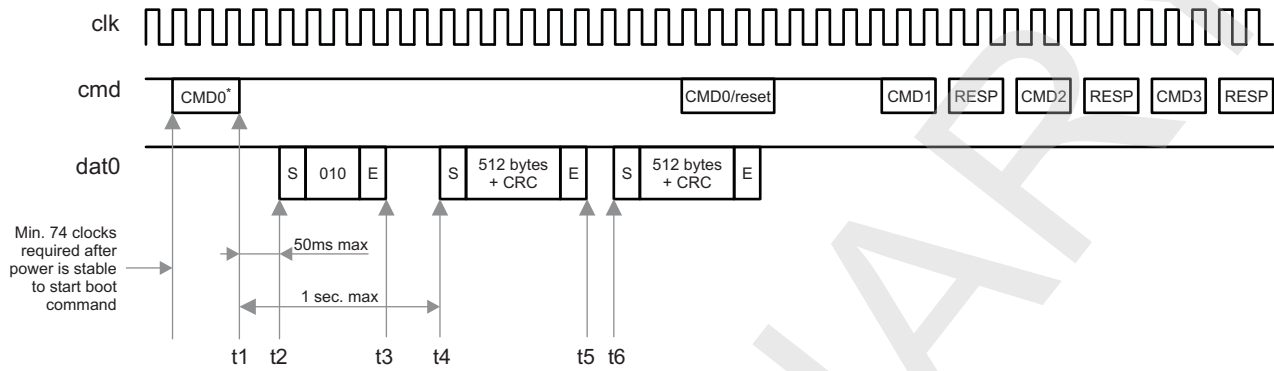 clk
cmd
CMD0*
CMD0/reset
CMD1
RESP
CMD2
RESP
CMD3
RESP
dat0
S
010
E
S
512 bytes
+ CRC
E
S
512 bytes
+ CRC
E
Min. 74 clocks
required after
power is stable
to start boot
command
50ms max
1 sec. max
t1
t2
t3
t4
t5
t6